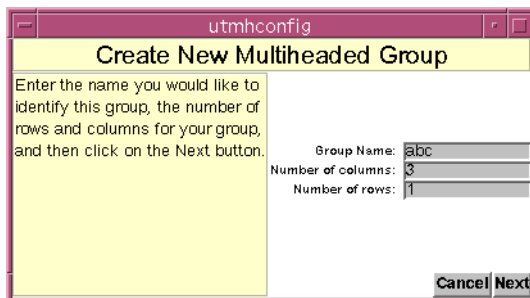 utmhconfig
Create New Multiheaded Group
Enter the name you would like to
identify this group, the number of
rows and columns for your group,
and then click on the Next button.
Group Name: abc
Number of columns: 3
Number of rows: 1
Cancel Next